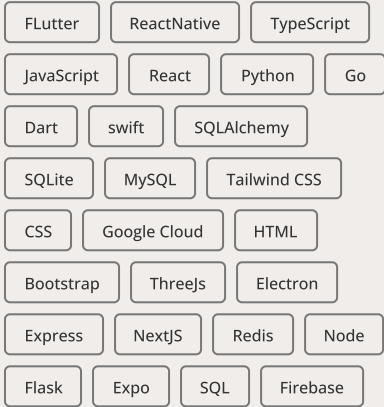 FLutter ReactNative TypeScript
JavaScript React Python Go
Dart swift SQLAlchemy
SQLite MySQL Tailwind CSS
CSS Google Cloud HTML
Bootstrap ThreeJs Electron
Express NextJS Redis Node
Flask Expo SQL Firebase